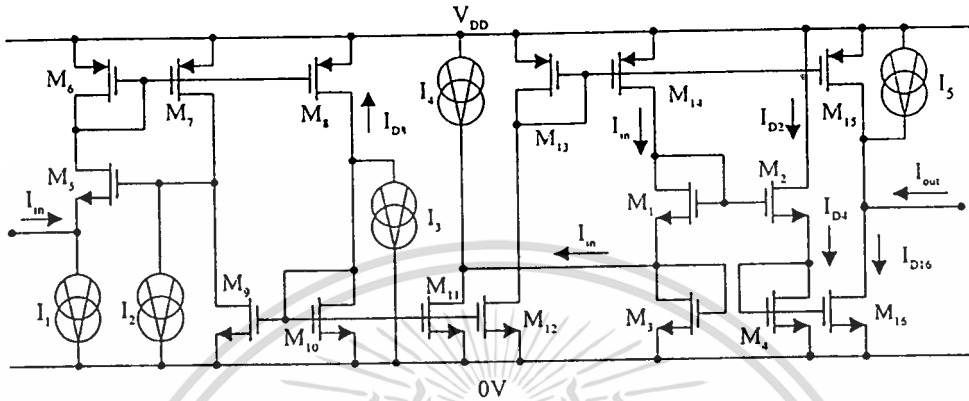 V_DD
M_6
M_7
M_8
I_D8
I_4
M_13
M_14
I_in
I_D2
M_15
I_5
M_5
I_in
I_1
I_2
I_3
M_9
M_10
M_11
M_12
I_in
M_1
M_2
I_D4
I_out
I_D16
M_3
M_4
M_16
0V